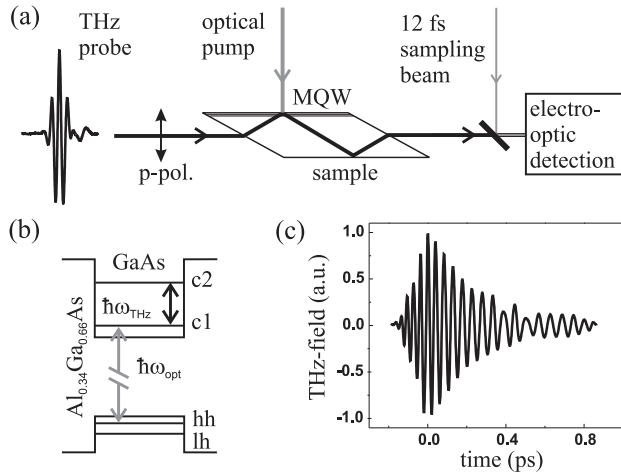 (a)
THz
probe
optical
pump
12 fs
sampling
beam
MQW
electro-
optic
detection
p-pol.
sample
(b)
GaAs
c2
ħωTHz
c1
Al0.34Ga0.66As
ħωopt
hh
lh
(c)
THz-field (a.u.)
1.0
0.5
0.0
-0.5
-1.0
0.0 0.4 0.8
time (ps)